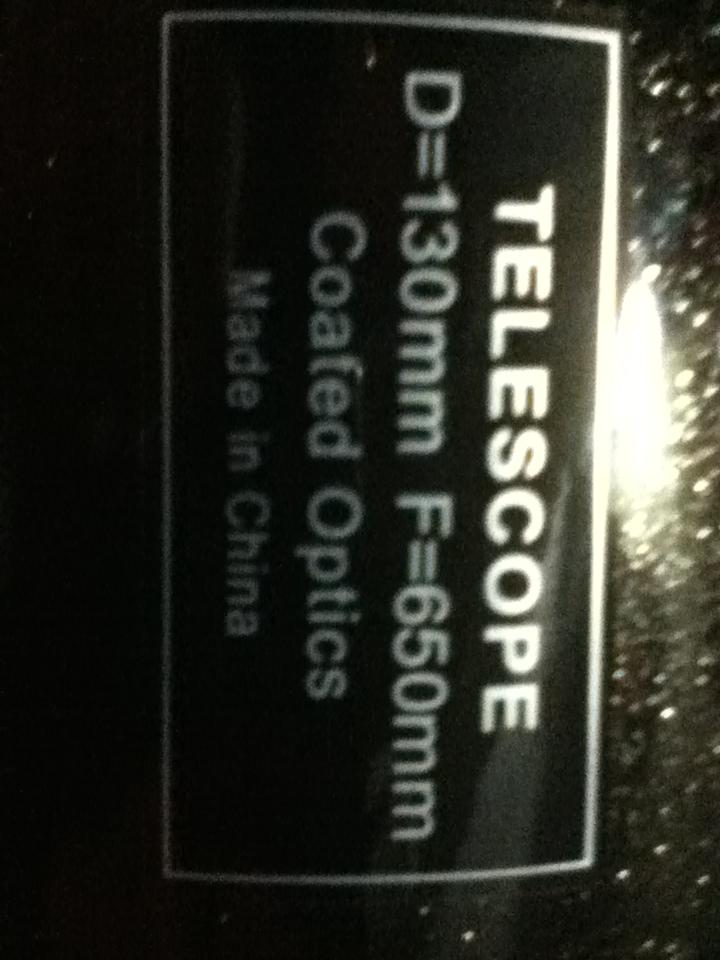 TELESCOPE
D=130mm F=650mm
Coated Optics
Made in China